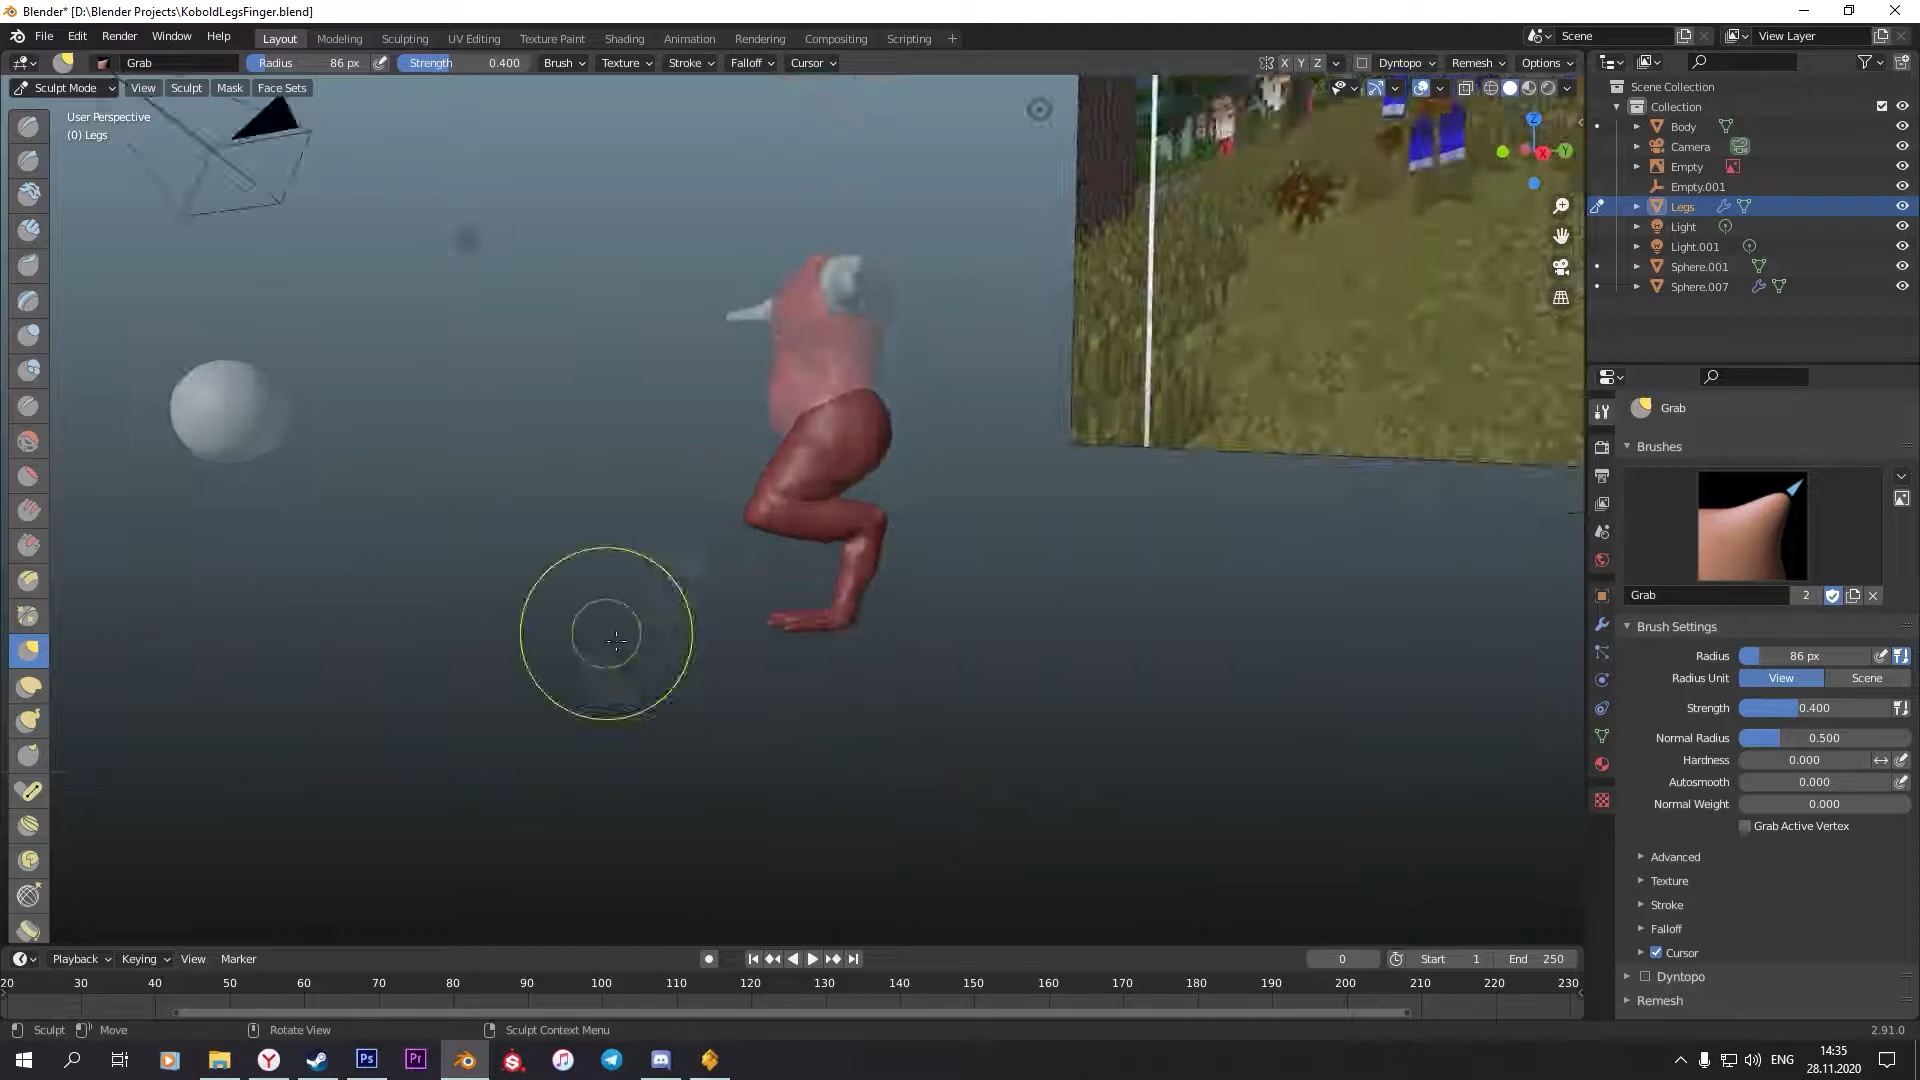 Blender* [D:\Blender Projects\KoboldLegsFinger.blend]
File Edit Render Window Help
Layout Modeling Sculpting UV Editing Texture Paint Shading Animation Rendering Compositing Scripting +
Scene
View Layer
Grab
Radius 86 px
Strength 0.400
Brush Texture Stroke Falloff Cursor
X Y Z
Dyntopo Remesh Options
Sculpt Mode View Sculpt Mask Face Sets
User Perspective
(0) Legs
Z
X
Y
Scene Collection
Collection
Body
Camera
Empty
Empty.001
Legs
Light
Light.001
Sphere.001
Sphere.007
Grab
Brushes
Grab 2
Brush Settings
Radius 86 px
Radius Unit View Scene
Strength 0.400
Normal Radius 0.500
Hardness 0.000
Autosmooth 0.000
Normal Weight 0.000
Grab Active Vertex
Advanced
Texture
Stroke
Falloff
Cursor
Dyntopo
Remesh
Playback Keying View Marker
0
Start 1
End 250
20 30 40 50 60 70 80 90 100 110 120 130 140 150 160 170 180 190 200 210 220 230
Sculpt Move Rotate View Sculpt Context Menu
2.91.0
Ps Pr
ENG
14:35
28.11.2020